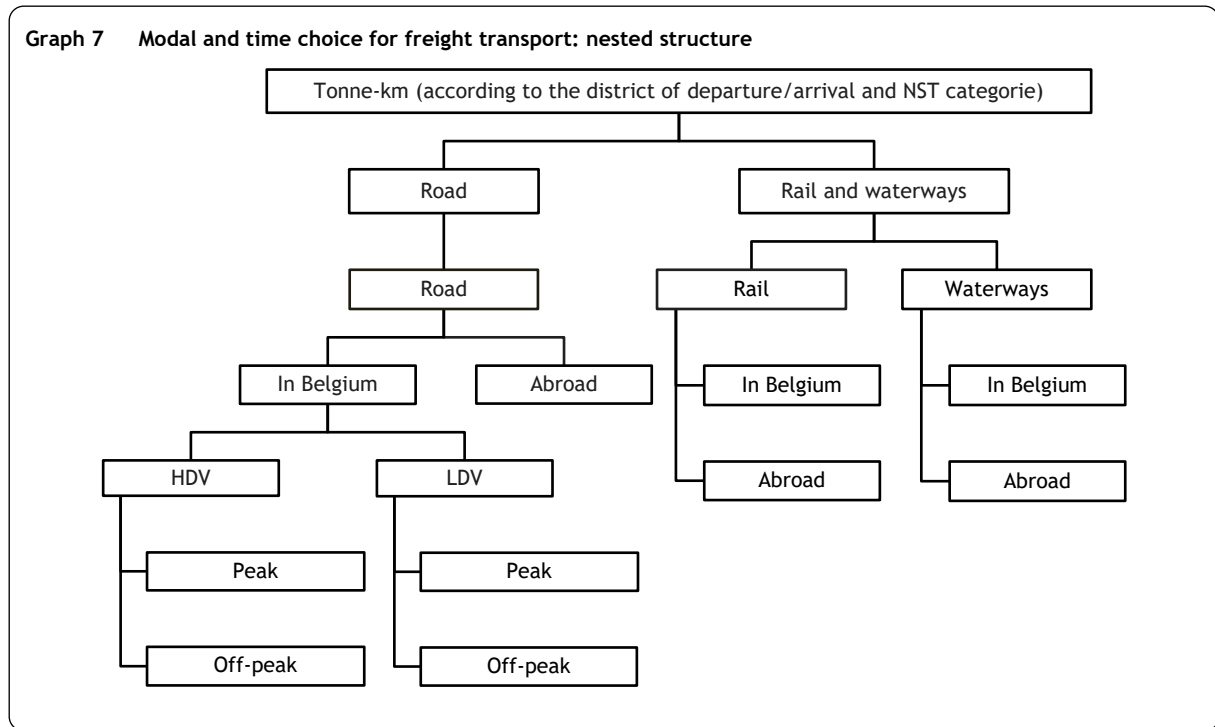 Graph 7 Modal and time choice for freight transport: nested structure
Tonne-km (according to the district of departure/arrival and NST categorie)
Road
Rail and waterways
Road
Rail
Waterways
In Belgium
Abroad
In Belgium
In Belgium
HDV
LDV
Abroad
Abroad
Peak
Peak
Off-peak
Off-peak